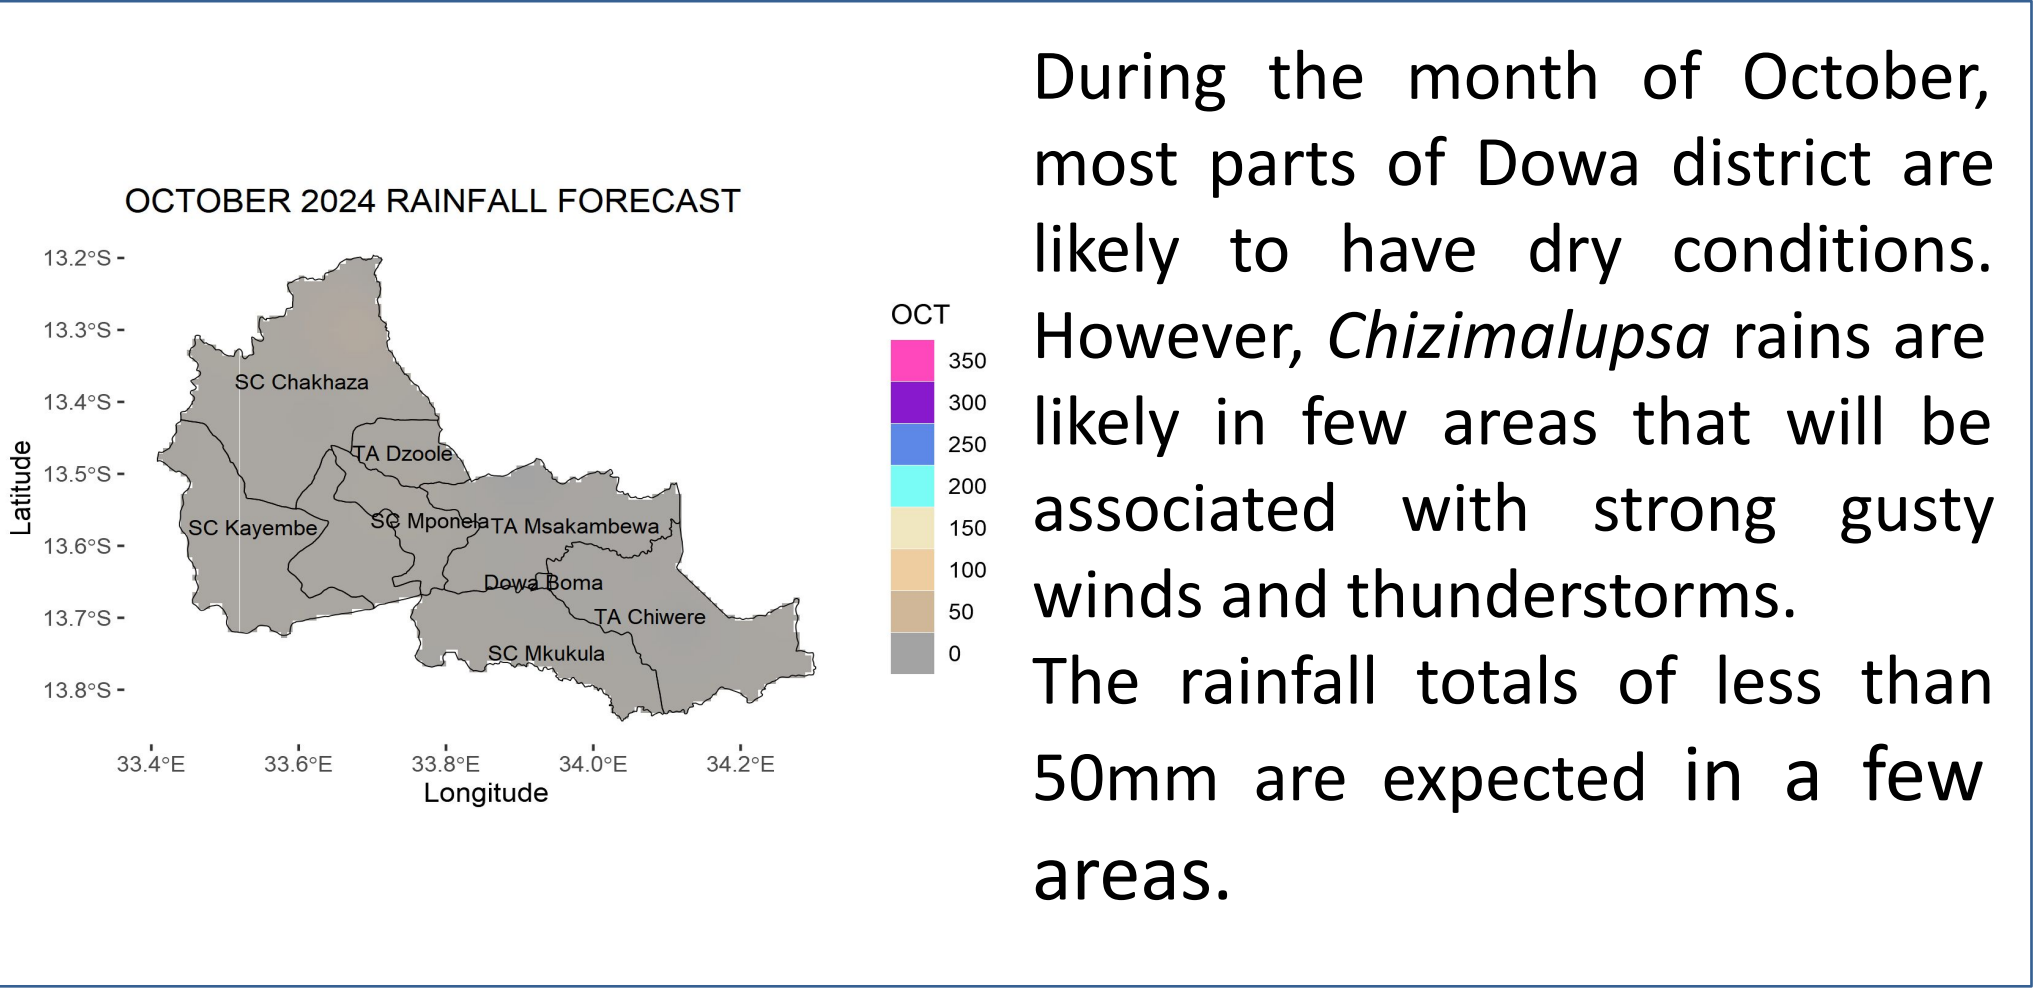 OCTOBER 2024 RAINFALL FORECAST
13.2°S
13.3°S
13.4°S
13.5°S
13.6°S
13.7°S
13.8°S
Latitude
SC Chakhaza
TA Dzoole
SC Kayembe
SC Mponela
TA Msakambewa
Dowa Boma
TA Chiwere
SC Mkukula
33.4°E 33.6°E 33.8°E 34.0°E 34.2°E
Longitude
OCT
350
300
250
200
150
100
50
0
During the month of October,
most parts of Dowa district are
likely to have dry conditions.
However, Chizimalupsa rains are
likely in few areas that will be
associated with strong gusty
winds and thunderstorms.
The rainfall totals of less than
50mm are expected in a few
areas.